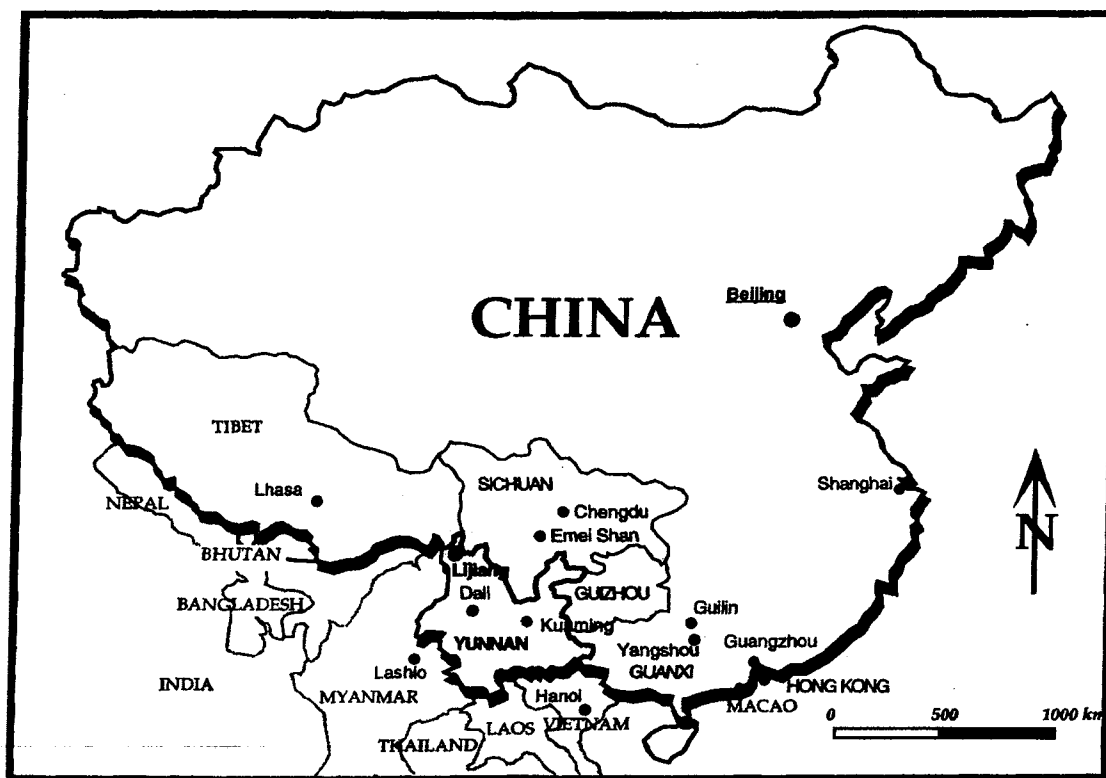 Beijing
CHINA
TIBET
SICHUAN
Shanghai
Lhasa
NEPAL
Chengdu
Emei Shan
N
BHUTAN
Lijiang
GUIZHOU
BANGLADESH
Dali
Guilin
Kunming
YUNNAN
Yangshou
Guangzhou
Lashio
GUANXI
INDIA
MYANMAR
HONG KONG
Hanoi
MACAO
LAOS
VIETNAM
THAILAND
0 500 1000 km